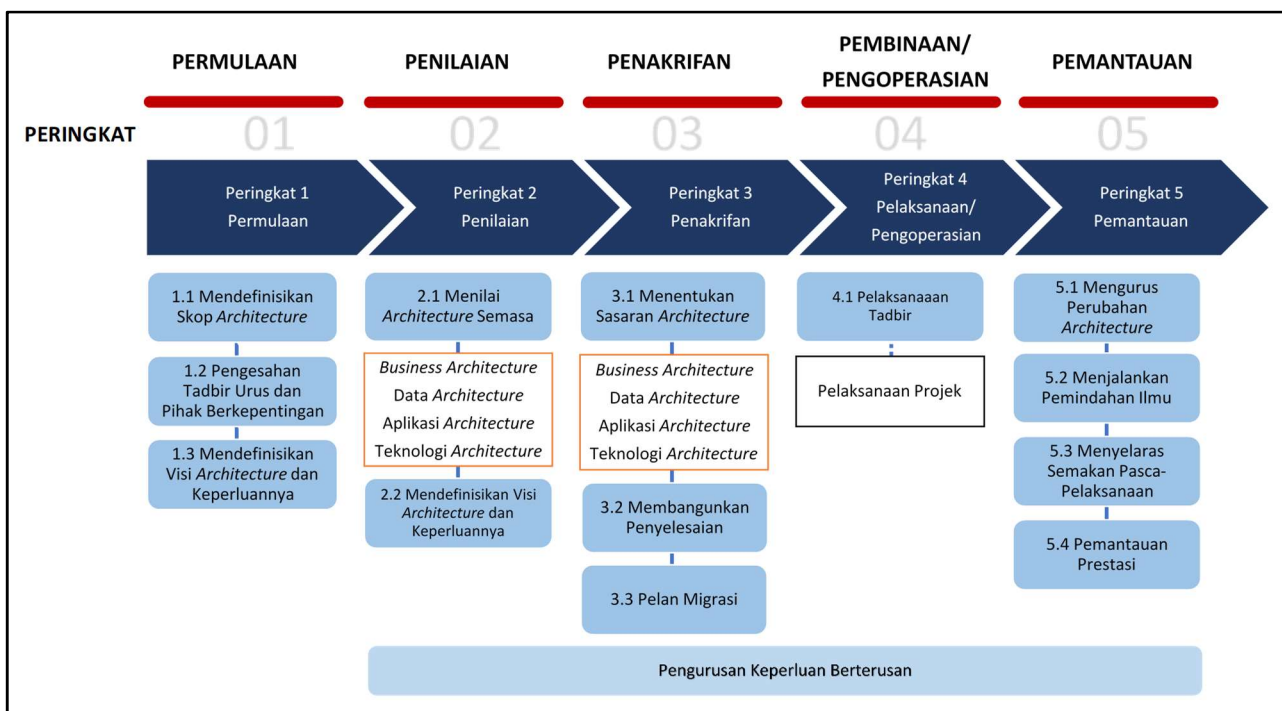 PERMULAAN
PENILAIAN
PENAKRIFAN
PEMBINAAN/
PENGOPERASIAN
PEMANTAUAN
PERINGKAT
01
02
03
04
05
Peringkat 1
Permulaan
Peringkat 2
Penilaian
Peringkat 3
Penakrifan
Peringkat 4
Pelaksanaan/
Pengoperasian
Peringkat 5
Pemantauan
1.1 Mendefinisikan
Skop Architecture
1.2 Pengesahan
Tadbir Urus dan
Pihak Berkepentingan
1.3 Mendefinisikan
Visi Architecture dan
Keperluannya
2.1 Menilai
Architecture Semasa
Business Architecture
Data Architecture
Aplikasi Architecture
Teknologi Architecture
2.2 Mendefinisikan Visi
Architecture dan
Keperluannya
3.1 Menentukan
Sasaran Architecture
Business Architecture
Data Architecture
Aplikasi Architecture
Teknologi Architecture
3.2 Membangunkan
Penyelesaian
3.3 Pelan Migrasi
4.1 Pelaksanaaan
Tadbir
Pelaksanaan Projek
5.1 Mengurus
Perubahan
Architecture
5.2 Menjalankan
Pemindahan Ilmu
5.3 Menyelaras
Semakan Pasca-
Pelaksanaan
5.4 Pemantauan
Prestasi
Pengurusan Keperluan Berterusan